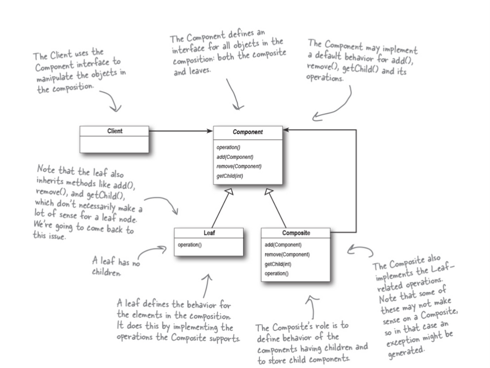 The Client uses the
Component interface to
manipulate the objects in
the composition.
The Component defines an
interface for all objects in the
composition: both the composite
and leaves.
The Component may implement
a default behavior for add(),
remove(), getChild() and its
operations.
Client
Component
operation()
add(Component)
remove(Component)
getChild(int)
Note that the leaf also
inherits methods like add(),
remove(), and getChild(),
which don't necessarily make a
lot of sense for a leaf node.
We're going to come back to
this issue.
Leaf
operation()
Composite
add(Component)
remove(Component)
getChild(int)
operation()
A leaf has no
children.
A leaf defines the behavior for
the elements in the composition.
It does this by implementing the
operations the Composite supports.
The Composite's role is to
define behavior of the
components having children and
to store child components.
The Composite also
implements the Leaf-
related operations.
Note that some of
these may not make
sense on a Composite,
so in that case an
exception might be
generated.